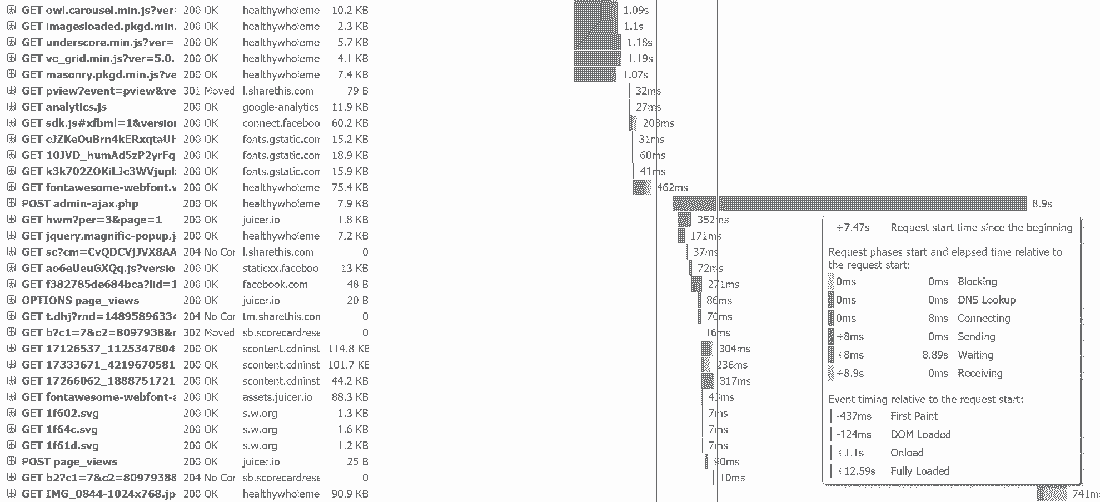 GET owl.carousel.min.js?ver= 200 OK healthywholeme 10.2 KB 1.09s
GET imagesloaded.pkgd.min. 200 OK healthywholeme 2.3 KB 1.1s
GET underscore.min.js?ver= 200 OK healthywholeme 5.7 KB 1.18s
GET vc_grid.min.js?ver=5.0. 200 OK healthywholeme 4.1 KB 1.19s
GET masonry.pkgd.min.js?ve 200 OK healthywholeme 7.4 KB 1.07s
GET pview?event=pview&ve 301 Moved l.sharethis.com 79 B 32ms
GET analytics.js 200 OK google-analytics 11.9 KB 27ms
GET sdk.js#xfbml=1&version 200 OK connect.faceboo 60.2 KB 203ms
GET 200 OK fonts.gstatic.com 15.2 KB 31ms
GET 10JVD_humAd5zP2yrFq 200 OK fonts.gstatic.com 18.9 KB 60ms
GET 200 OK fonts.gstatic.com 15.9 KB 41ms
GET fontawesome-webfont.v 200 OK healthywholeme 75.4 KB 462ms
POST admin-ajax.php 200 OK healthywholeme 7.9 KB 8.9s
GET hwm?per=3&page=1 200 OK juicer.io 1.8 KB 352ms
GET jquery.magnific-popup.j 200 OK healthywholeme 7.2 KB 171ms
GET 204 No Con l.sharethis.com 0 37ms
GET 200 OK staticxx.faceboo 13 KB 72ms
GET 200 OK facebook.com 48 B 271ms
OPTIONS page_views 200 OK juicer.io 20 B 86ms
GET t.dhj?rnd=14895896334 204 No Con tm.sharethis.com 0 79ms
GET b?c1=7&c2=8097938&r 302 Moved sb.scorecardrese 0 16ms
GET 17126537_1125347804 200 OK scontent.cdninst 114.8 KB 304ms
GET 17333671_4219670581 200 OK scontent.cdninst 101.7 KB 236ms
GET 17266062_1888751721 200 OK scontent.cdninst 44.2 KB 317ms
GET fontawesome-webfont- 200 OK assets.juicer.io 88.3 KB
GET 1f602.svg 200 OK s.w.org 1.3 KB 7ms
GET 1f64c.svg 200 OK s.w.org 1.6 KB 7ms
GET 1f61d.svg 200 OK s.w.org 1.2 KB 7ms
POST page_views 200 OK juicer.io 25 B
GET b2?c1=7&c2=80979388 204 No Con sb.scorecardrese 0 10ms
GET IMG_0844-1024x768.jp 200 OK healthywholeme 90.9 KB 741ms
+7.47s Request start time since the beginning
Request phases start and elapsed time relative to
the request start:
0ms 0ms Blocking
0ms 0ms DNS Lookup
0ms 8ms Connecting
+8ms 0ms Sending
+8ms 8.89s Waiting
+8.9s 0ms Receiving
Event timing relative to the request start:
-437ms First Paint
-124ms DOM Loaded
+1.1s Onload
+12.59s Fully Loaded